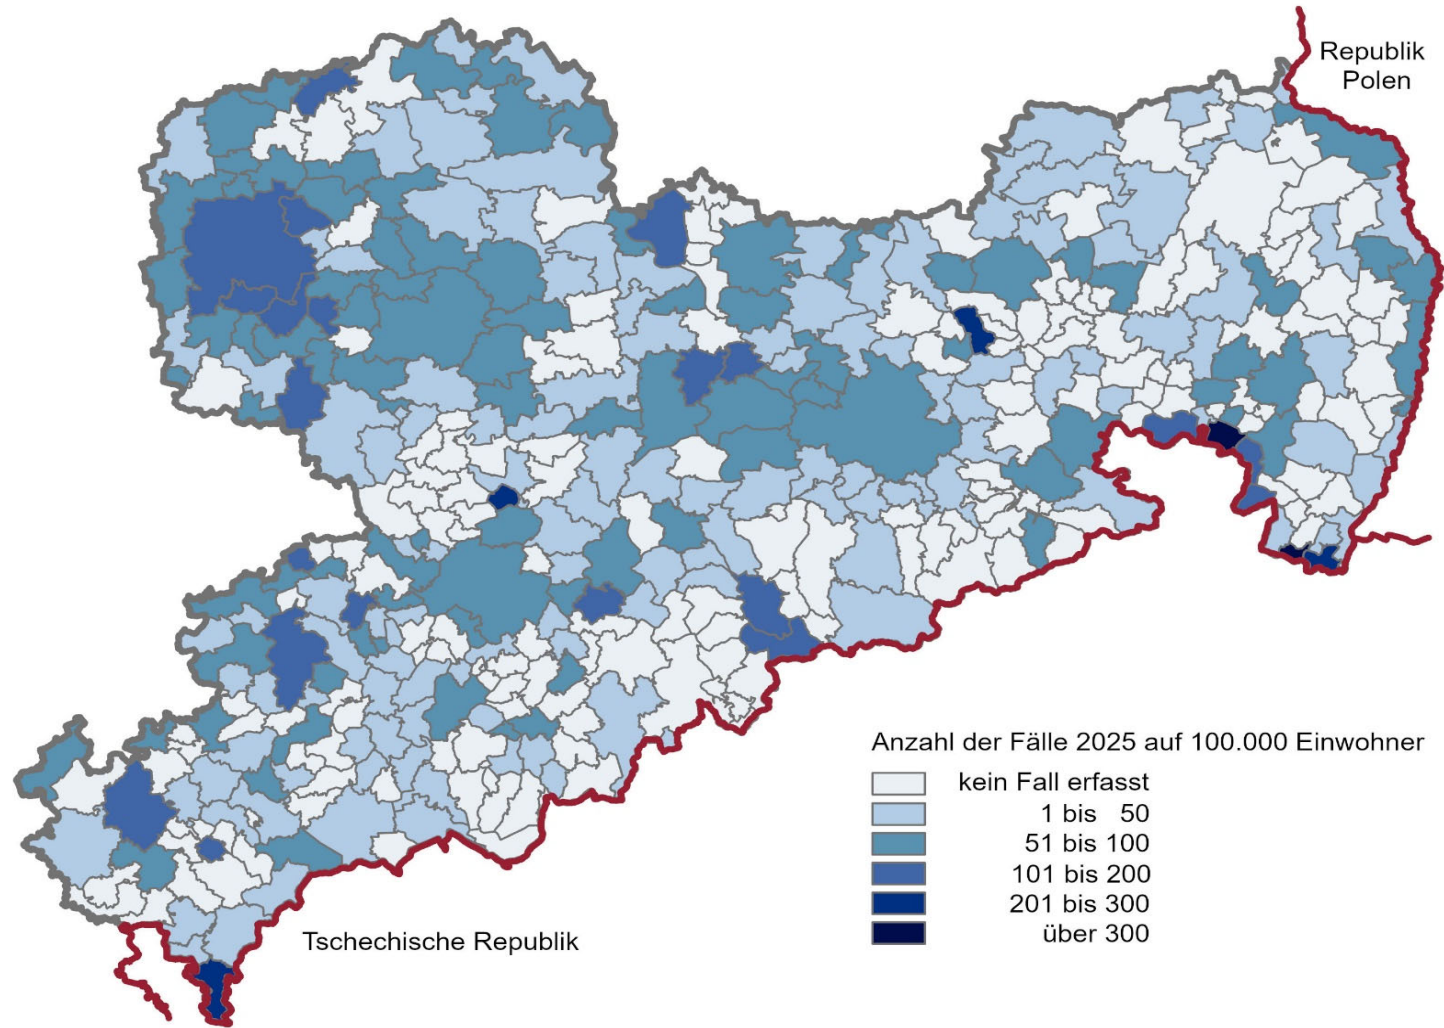 Republik
Polen
Anzahl der Fälle 2025 auf 100.000 Einwohner
kein Fall erfasst
1 bis 50
51 bis 100
101 bis 200
201 bis 300
über 300
Tschechische Republik